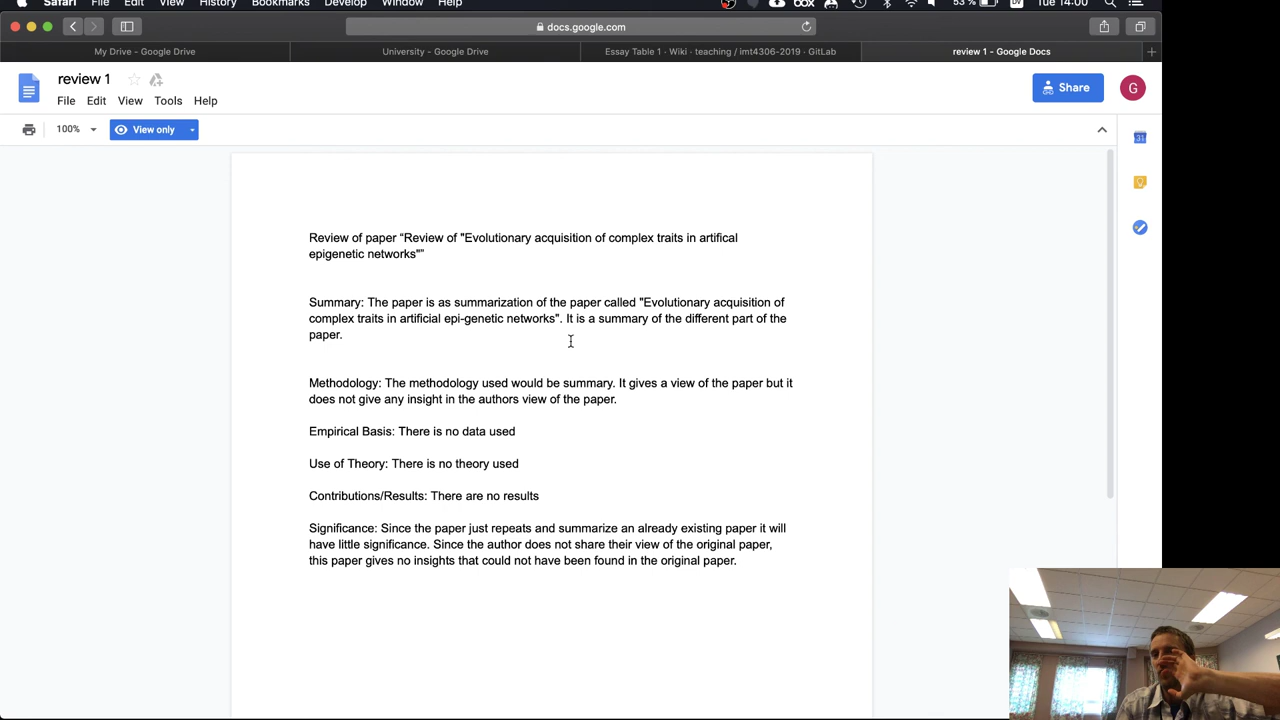 Safari File Edit View History Bookmarks Develop Window Help
box 53 % DV Tue 14:00
docs.google.com
My Drive - Google Drive
University - Google Drive
Essay Table 1 · Wiki · teaching / imt4306-2019 · GitLab
review 1 - Google Docs
review 1
File Edit View Tools Help
Share
G
100%
View only
31
Review of paper “Review of "Evolutionary acquisition of complex traits in artifical
epigenetic networks"”
Summary: The paper is as summarization of the paper called "Evolutionary acquisition of
complex traits in artificial epi-genetic networks". It is a summary of the different part of the
paper.
Methodology: The methodology used would be summary. It gives a view of the paper but it
does not give any insight in the authors view of the paper.
Empirical Basis: There is no data used
Use of Theory: There is no theory used
Contributions/Results: There are no results
Significance: Since the paper just repeats and summarize an already existing paper it will
have little significance. Since the author does not share their view of the original paper,
this paper gives no insights that could not have been found in the original paper.